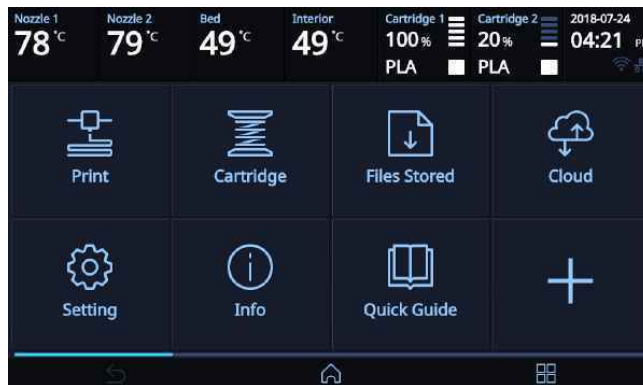 Nozzle 1 Nozzle 2 Bed Interior Cartridge 1 Cartridge 2 2018-07-24
78°C 79°C 49°C 49°C 100% 20% 04:21
PLA PLA
Print Cartridge Files Stored Cloud
Setting Info Quick Guide